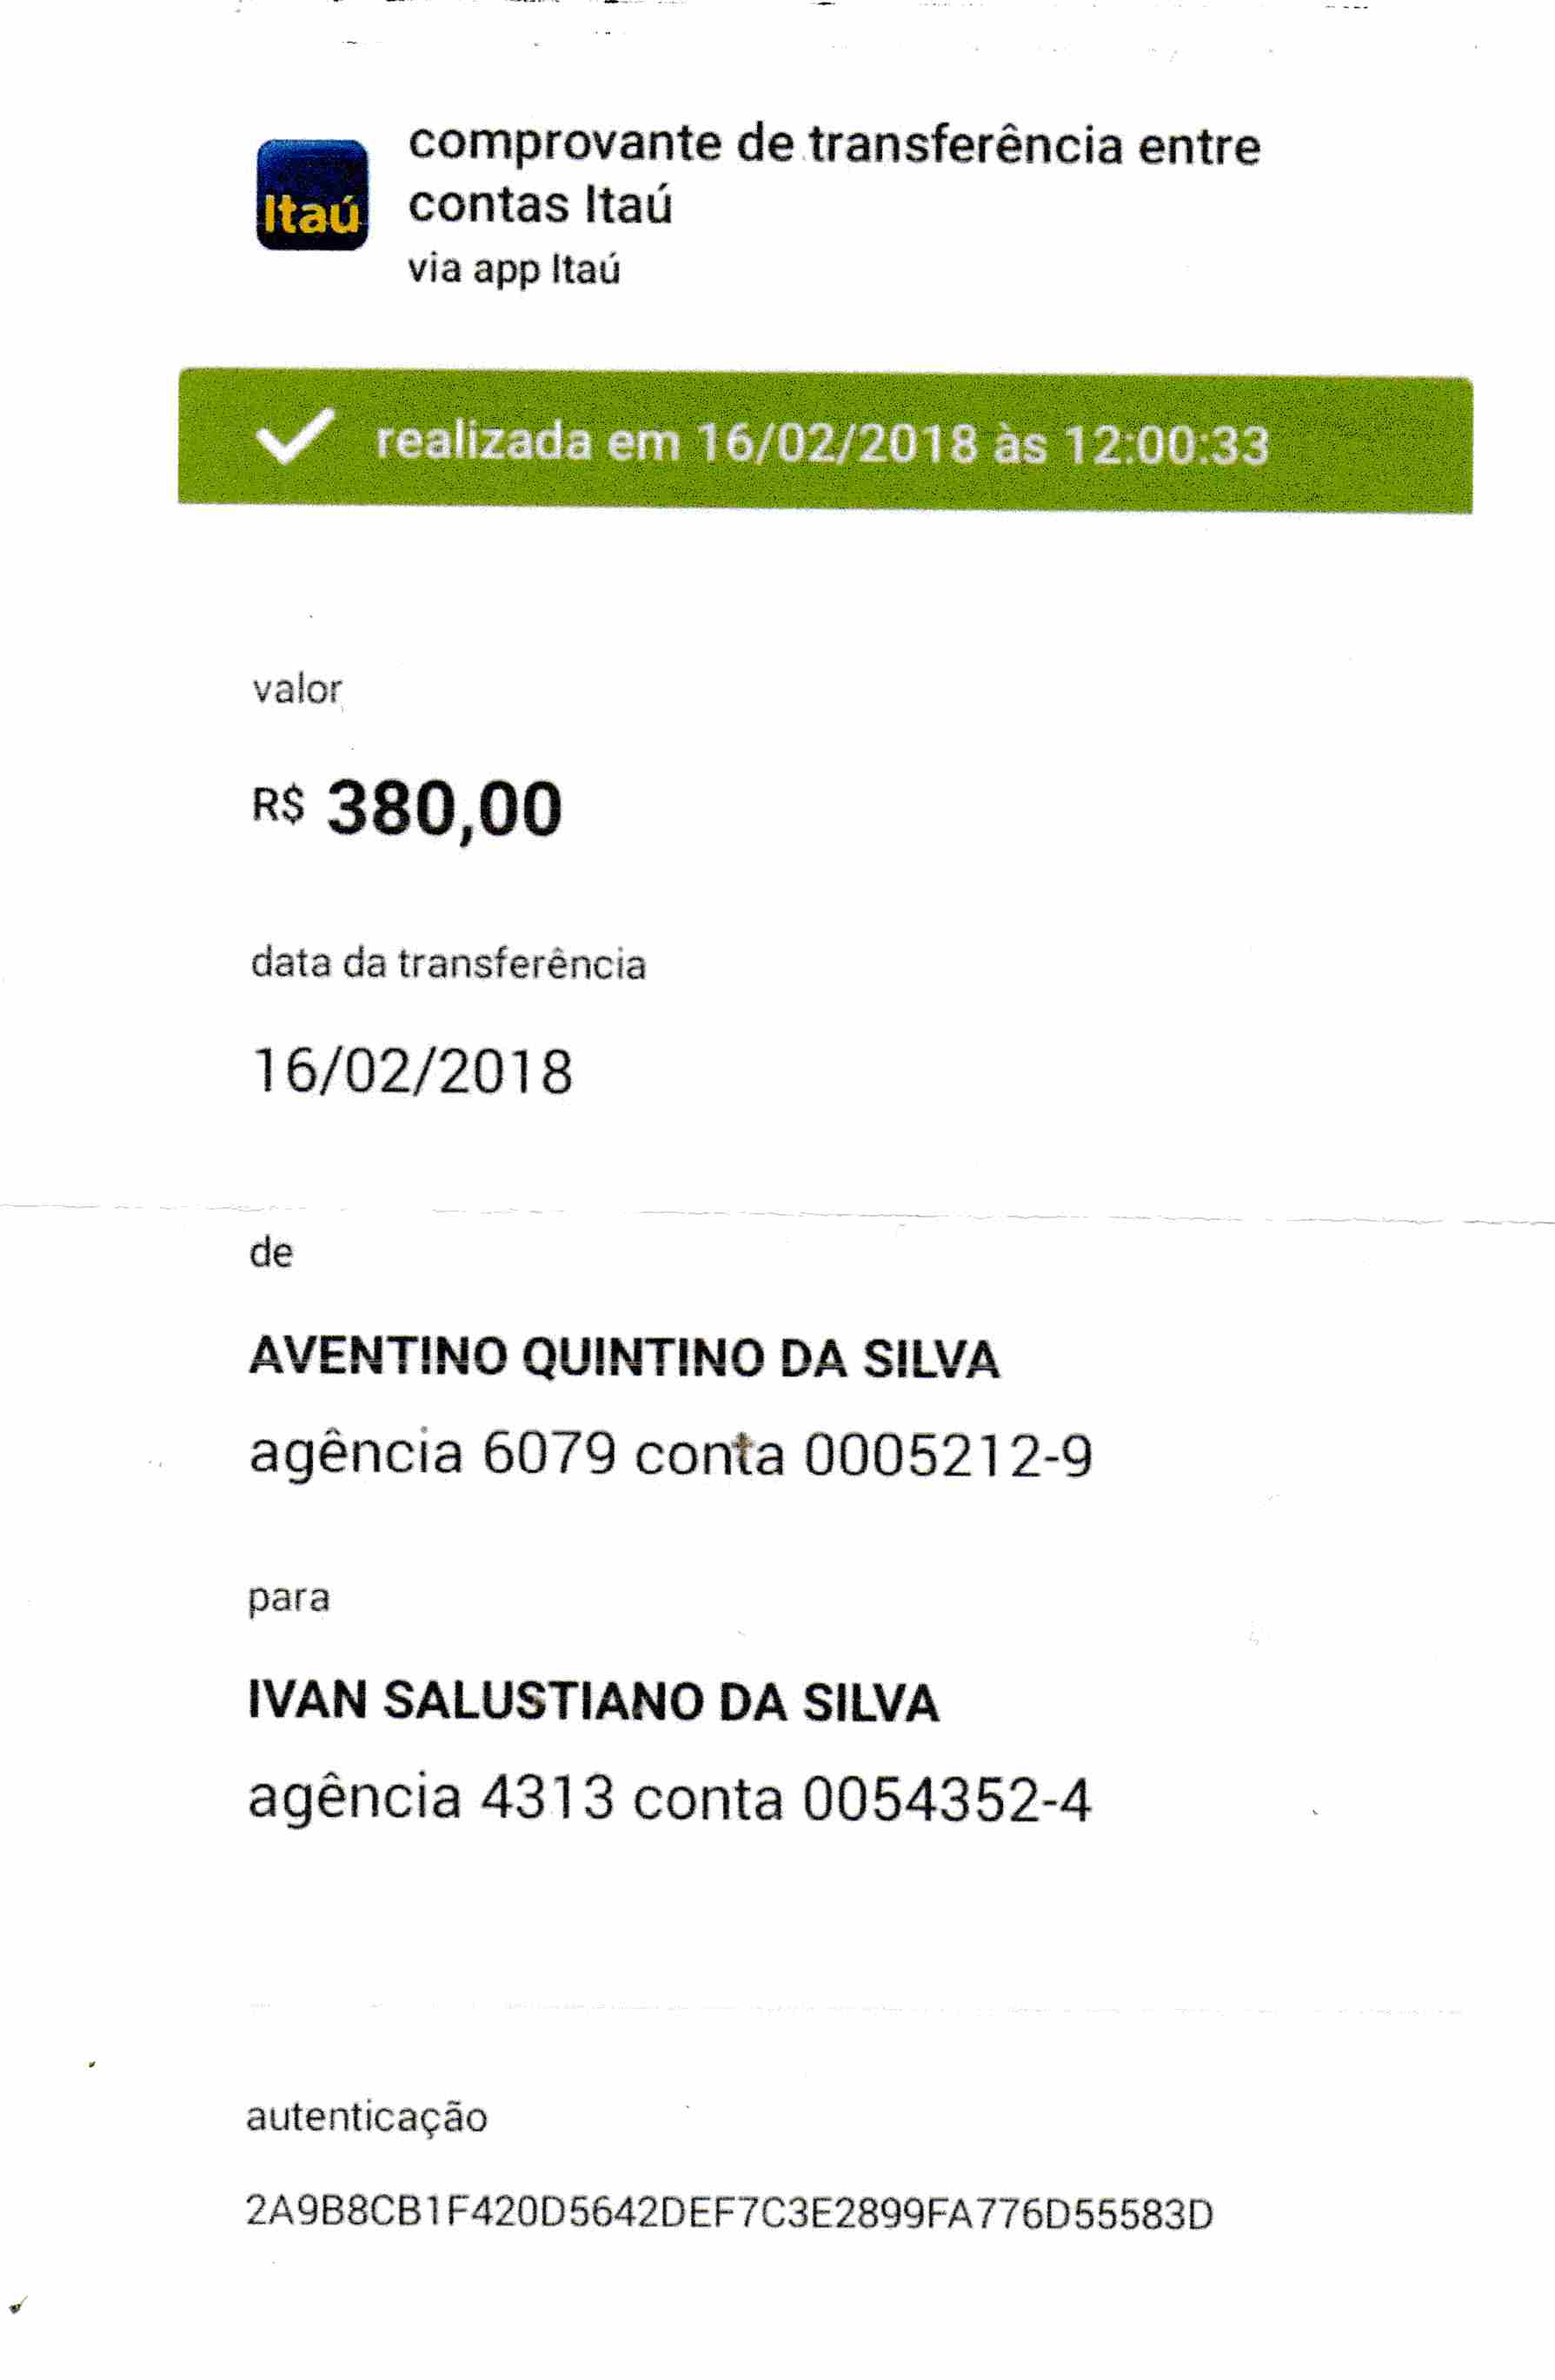 Itaú
comprovante de transferência entre
contas Itaú
via app Itaú
realizada em 16/02/2018 às 12:00:33
valor
R$ 380,00
data da transferência
16/02/2018
de
AVENTINO QUINTINO DA SILVA
agência 6079 conta 0005212-9
para
IVAN SALUSTIANO DA SILVA
agência 4313 conta 0054352-4
autenticação
2A9B8CB1F420D5642DEF7C3E2899FA776D55583D